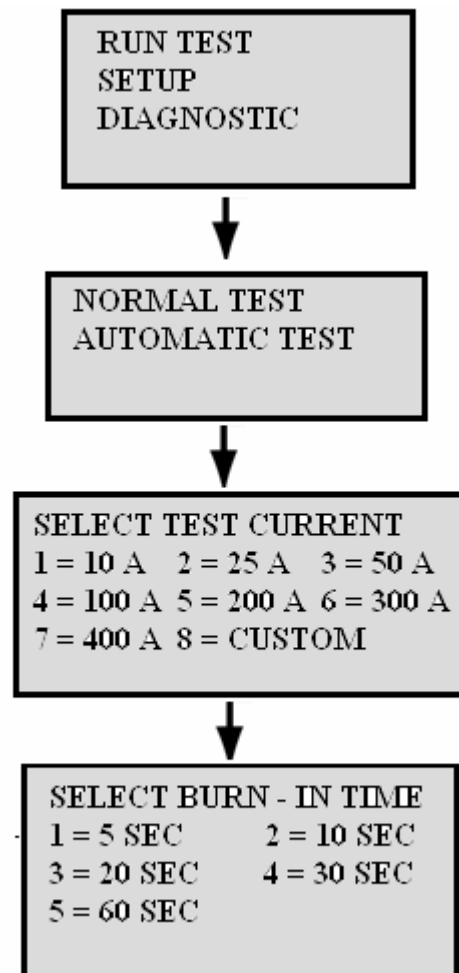 RUN TEST
SETUP
DIAGNOSTIC
NORMAL TEST
AUTOMATIC TEST
SELECT TEST CURRENT
1 = 10 A 2 = 25 A 3 = 50 A
4 = 100 A 5 = 200 A 6 = 300 A
7 = 400 A 8 = CUSTOM
SELECT BURN - IN TIME
1 = 5 SEC 2 = 10 SEC
3 = 20 SEC 4 = 30 SEC
5 = 60 SEC